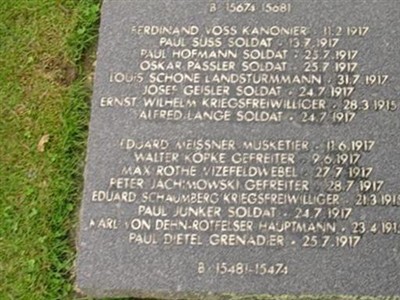 B 15674-15681
FERDINAND VOSS KANONIER · 11.2.1917
PAUL SÜSS SOLDAT · 13.7.1917
PAUL HOFMANN SOLDAT · 25.7.1917
OSKAR PÄSSLER SOLDAT · 25.7.1917
LOUIS SCHÖNE LANDSTURMMANN · 31.7.1917
JOSEF GEISLER SOLDAT · 24.7.1917
ERNST WILHELM KRIEGSFREIWILLIGER · 28.3.1915
ALFRED LANGE SOLDAT · 24.7.1917
EDUARD MEISSNER MUSKETIER · 11.6.1917
WALTER KÖPKE GEFREITER · 9.6.1917
MAX ROTHE VIZEFELDWEBEL · 27.7.1917
PETER JACHMOWSKI GEFREITER · 28.7.1917
EDUARD SCHAUMBERG KRIEGSFREIWILLIGER · 21.3.1915
PAUL JUNKER SOLDAT · 24.7.1917
KARL VON DEHN-ROTFELSER HAUPTMANN · 23.4.191
PAUL DIETEL GRENADIER · 25.7.1917
B 15481-15474